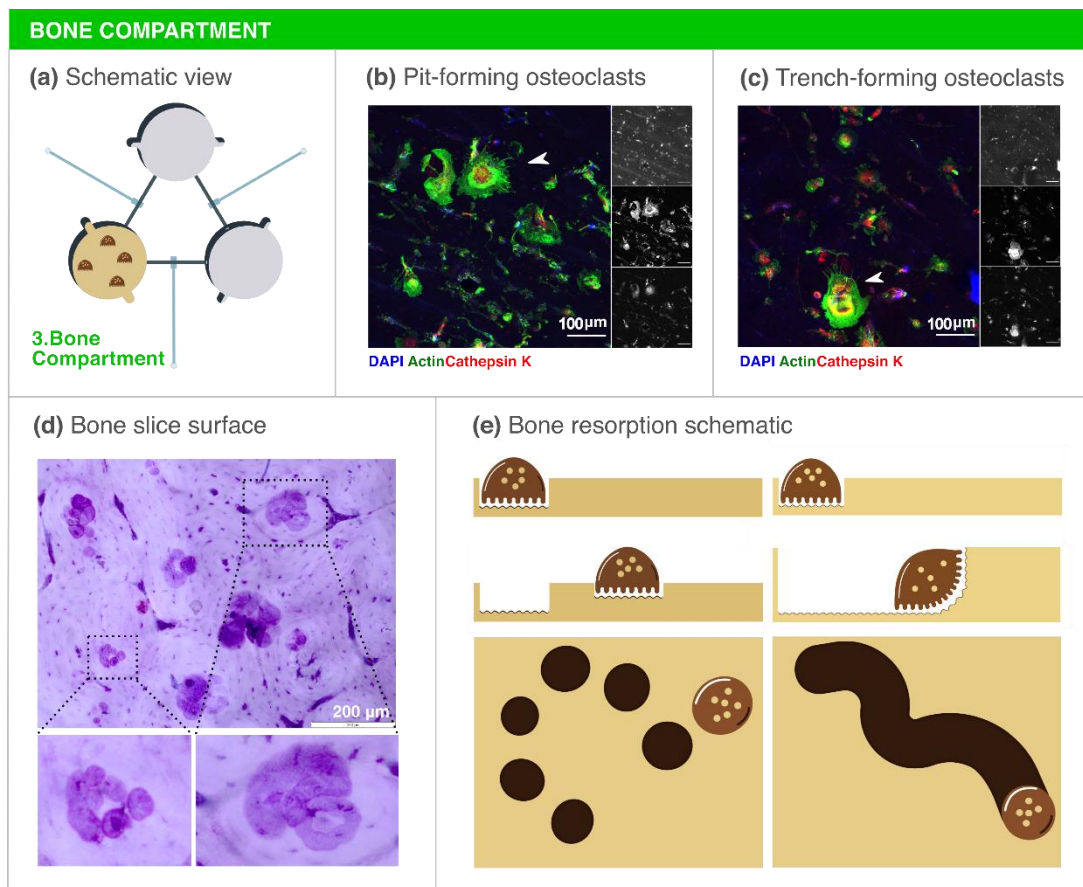 BONE COMPARTMENT
(a) Schematic view
3.Bone
Compartment
(b) Pit-forming osteoclasts
100µm
DAPI ActinCathepsin K
(c) Trench-forming osteoclasts
100µm
DAPI ActinCathepsin K
(d) Bone slice surface
200 µm
(e) Bone resorption schematic